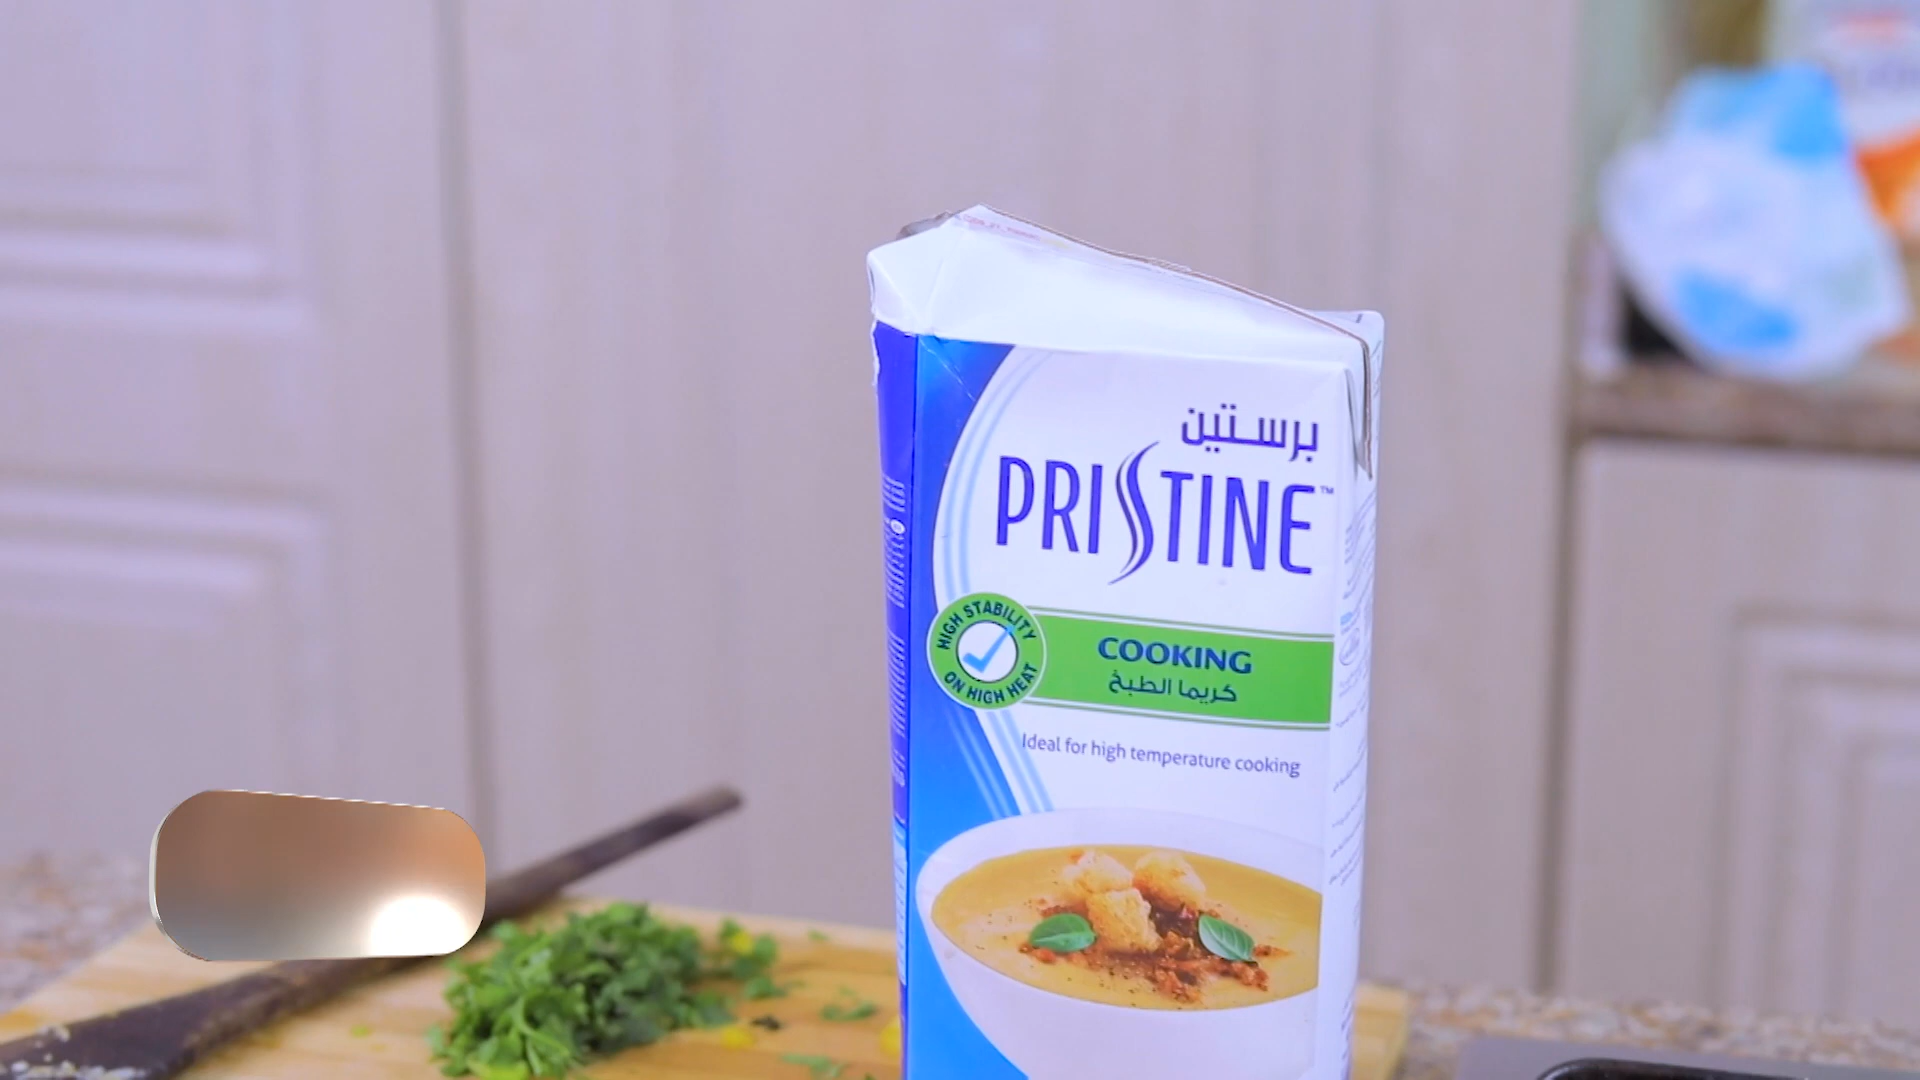 برستين
PRISTINE™
HIGH STABILITY
ON HIGH HEAT
COOKING
كريما الطبخ
Ideal for high temperature cooking